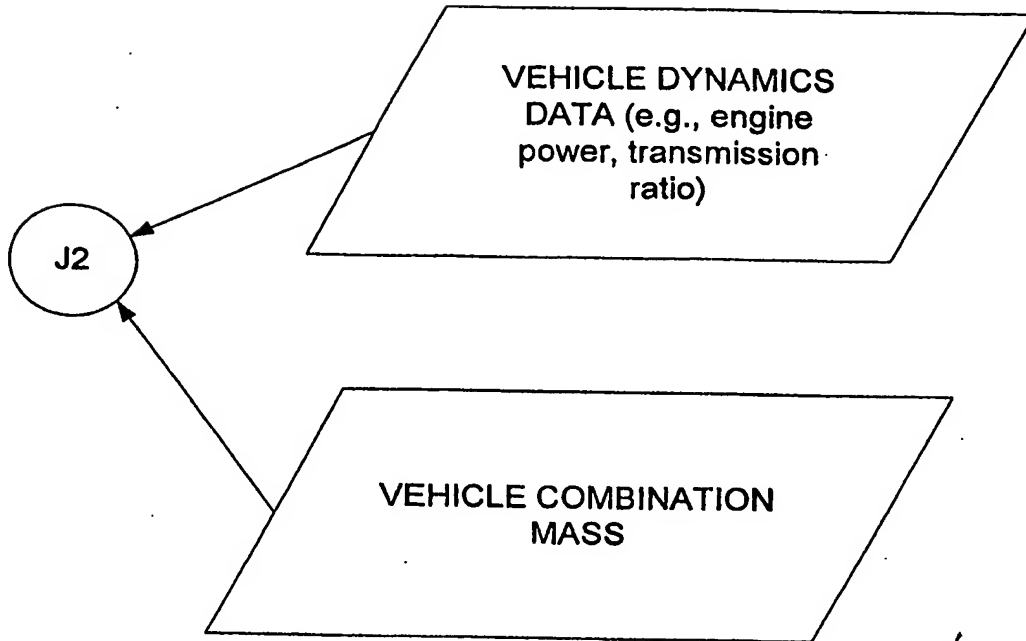 VEHICLE DYNAMICS
DATA (e.g., engine
power, transmission
ratio)
J2
VEHICLE COMBINATION
MASS